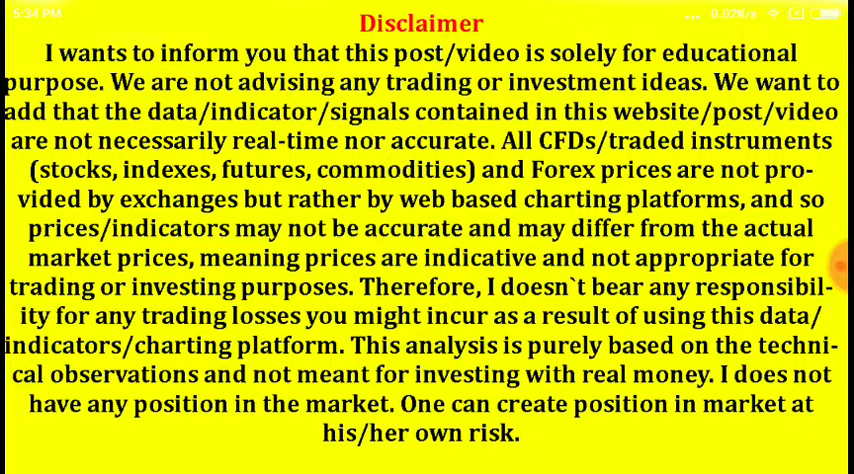 5:34 PM
... 0.02K/s
Disclaimer
I wants to inform you that this post/video is solely for educational
purpose. We are not advising any trading or investment ideas. We want to
add that the data/indicator/signals contained in this website/post/video
are not necessarily real-time nor accurate. All CFDs/traded instruments
(stocks, indexes, futures, commodities) and Forex prices are not pro-
vided by exchanges but rather by web based charting platforms, and so
prices/indicators may not be accurate and may differ from the actual
market prices, meaning prices are indicative and not appropriate for
trading or investing purposes. Therefore, I doesn`t bear any responsibil-
ity for any trading losses you might incur as a result of using this data/
indicators/charting platform. This analysis is purely based on the techni-
cal observations and not meant for investing with real money. I does not
have any position in the market. One can create position in market at
his/her own risk.